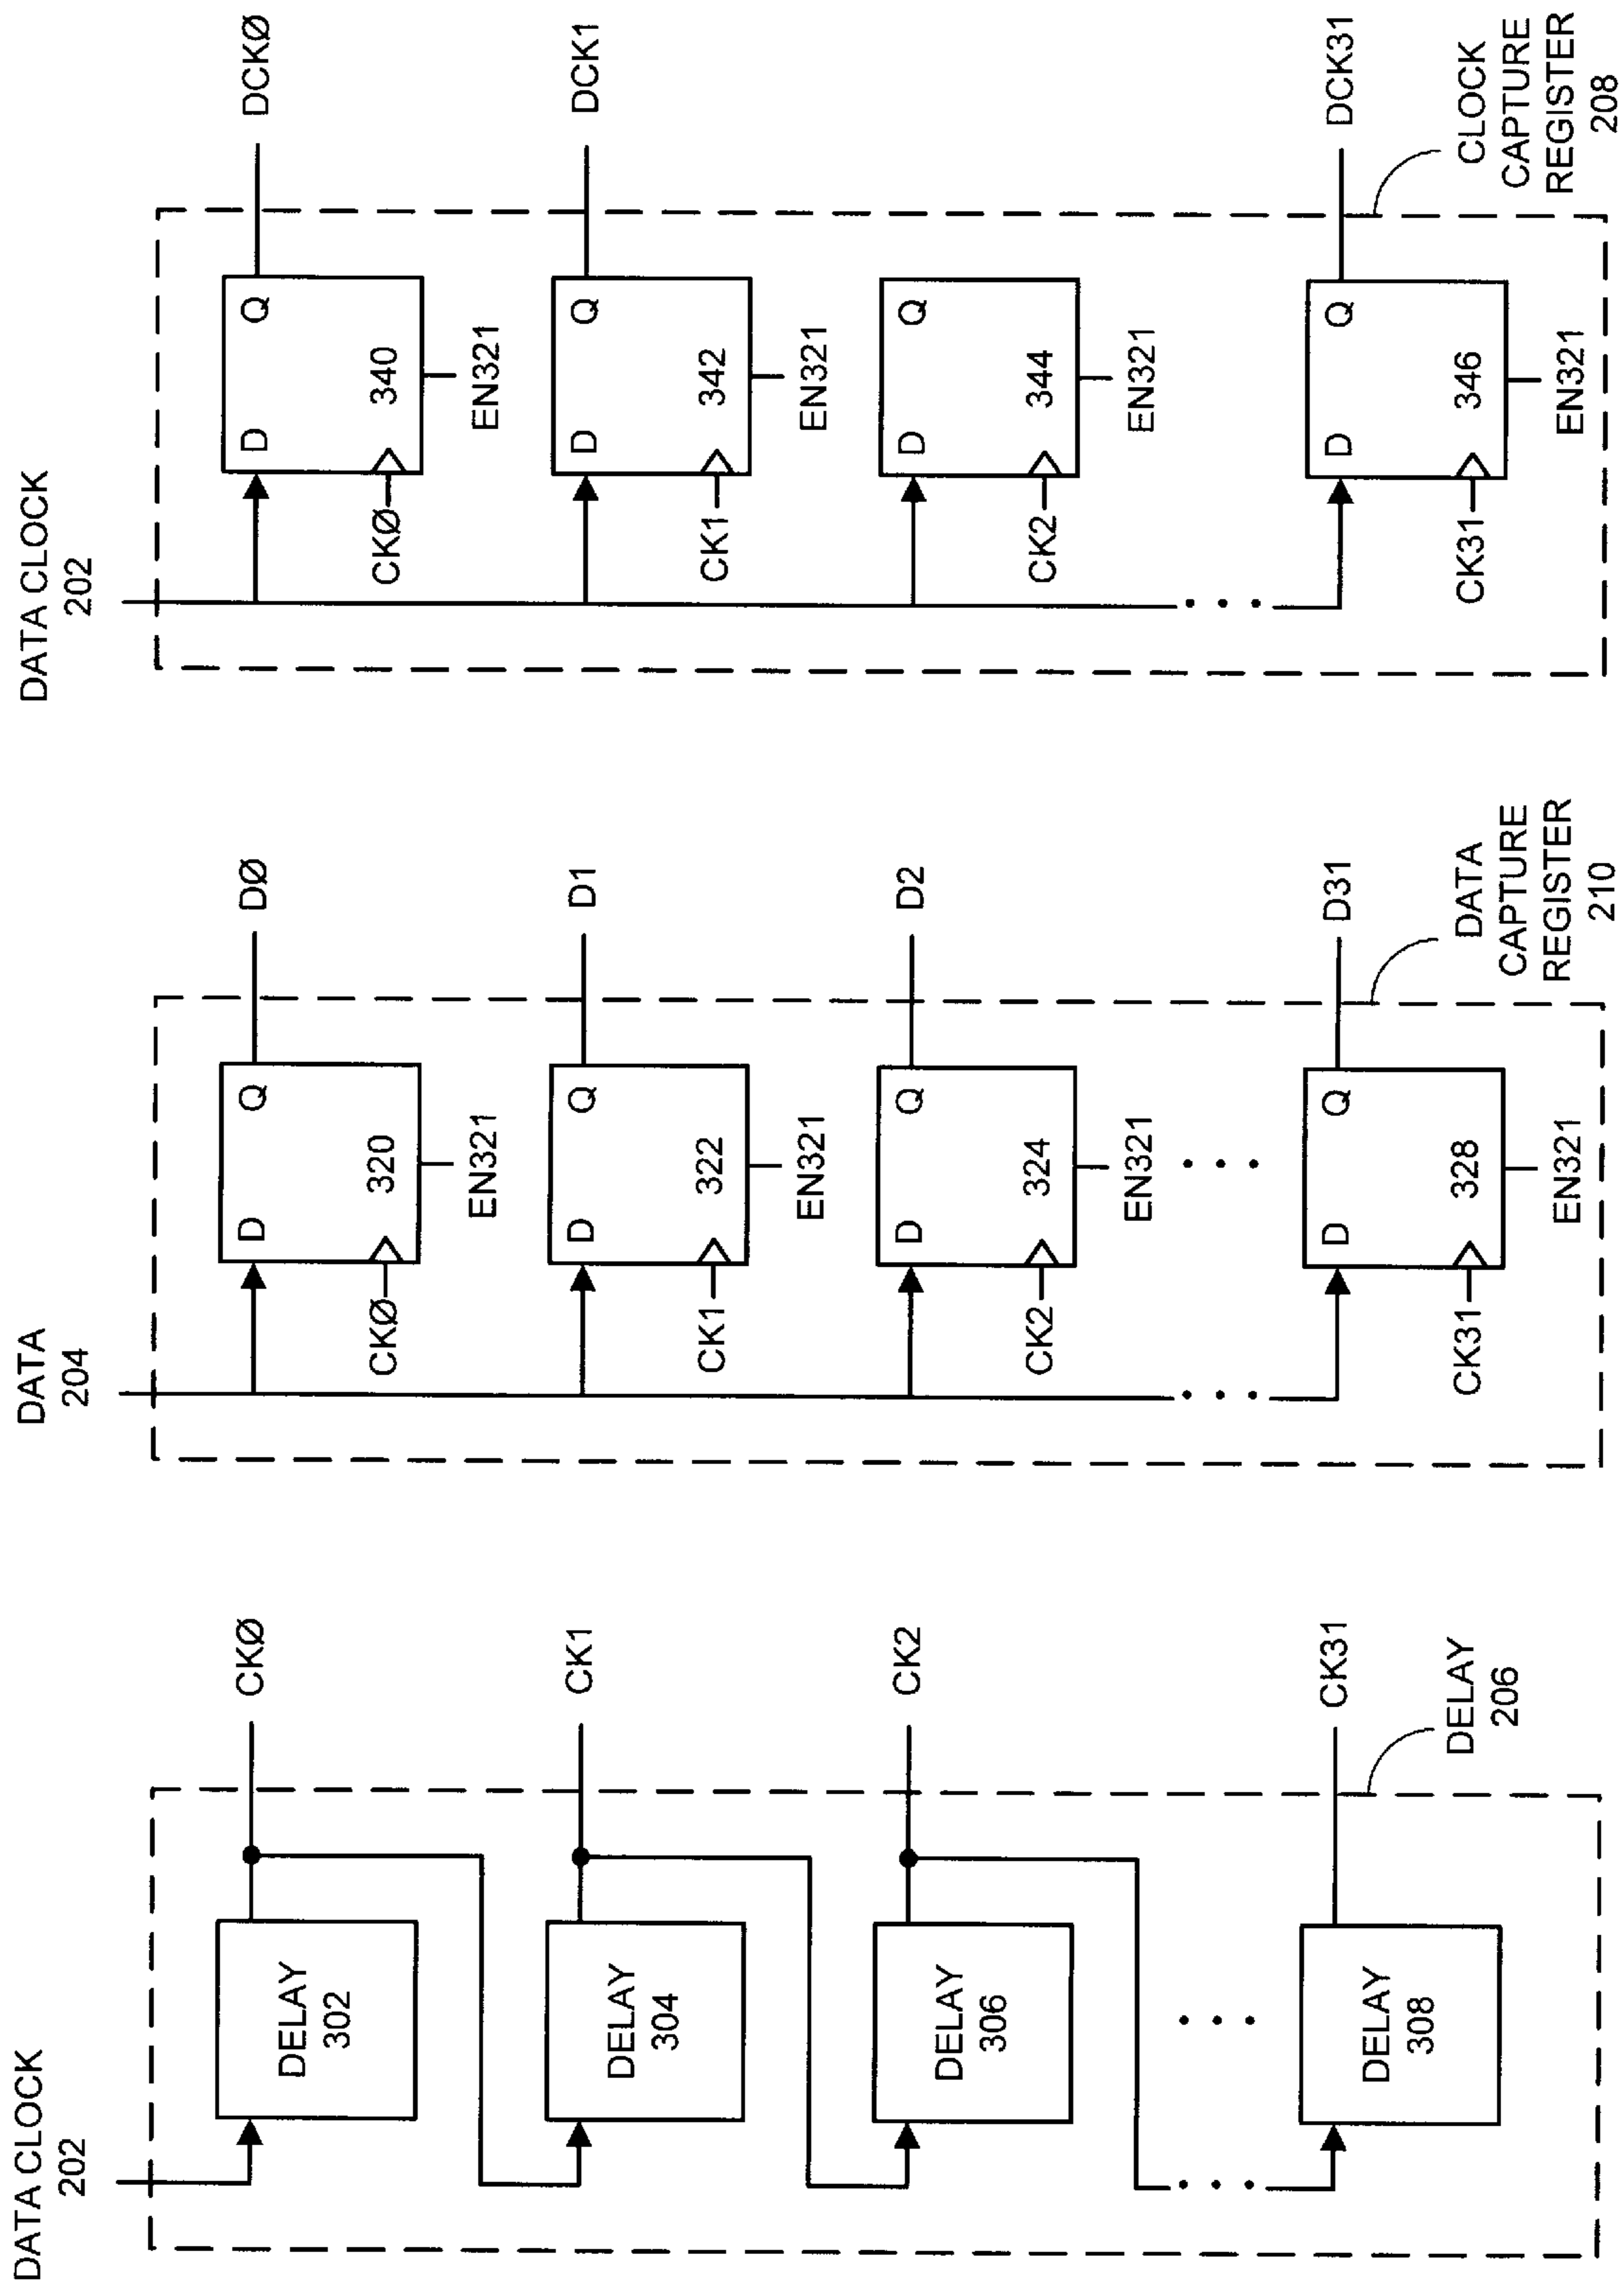 DATA CLOCK
202
DELAY
302
CKØ
DELAY
304
CK1
DELAY
306
CK2
DELAY
308
CK31
DELAY
206
DATA
204
D
Q
320
CKØ
EN321
DØ
D
Q
322
CK1
EN321
D1
D
Q
324
CK2
EN321
D2
D
Q
328
CK31
EN321
D31
DATA
CAPTURE
REGISTER
210
DATA CLOCK
202
D
Q
340
CKØ
EN321
DCKØ
D
Q
342
CK1
EN321
DCK1
D
Q
344
CK2
EN321
D
Q
346
CK31
EN321
DCK31
CLOCK
CAPTURE
REGISTER
208